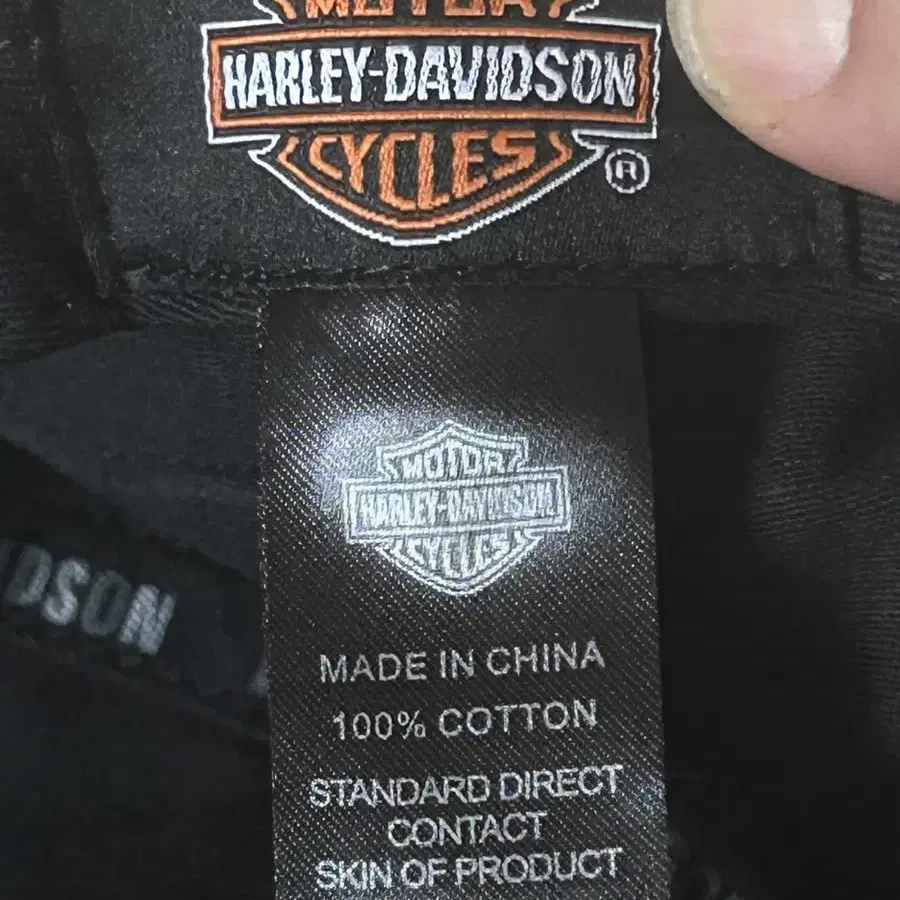 MOTOR
HARLEY-DAVIDSON
CYCLES
®
MOTOR
HARLEY-DAVIDSON
CYCLES
DSON
MADE IN CHINA
100% COTTON
STANDARD DIRECT
CONTACT
SKIN OF PRODUCT